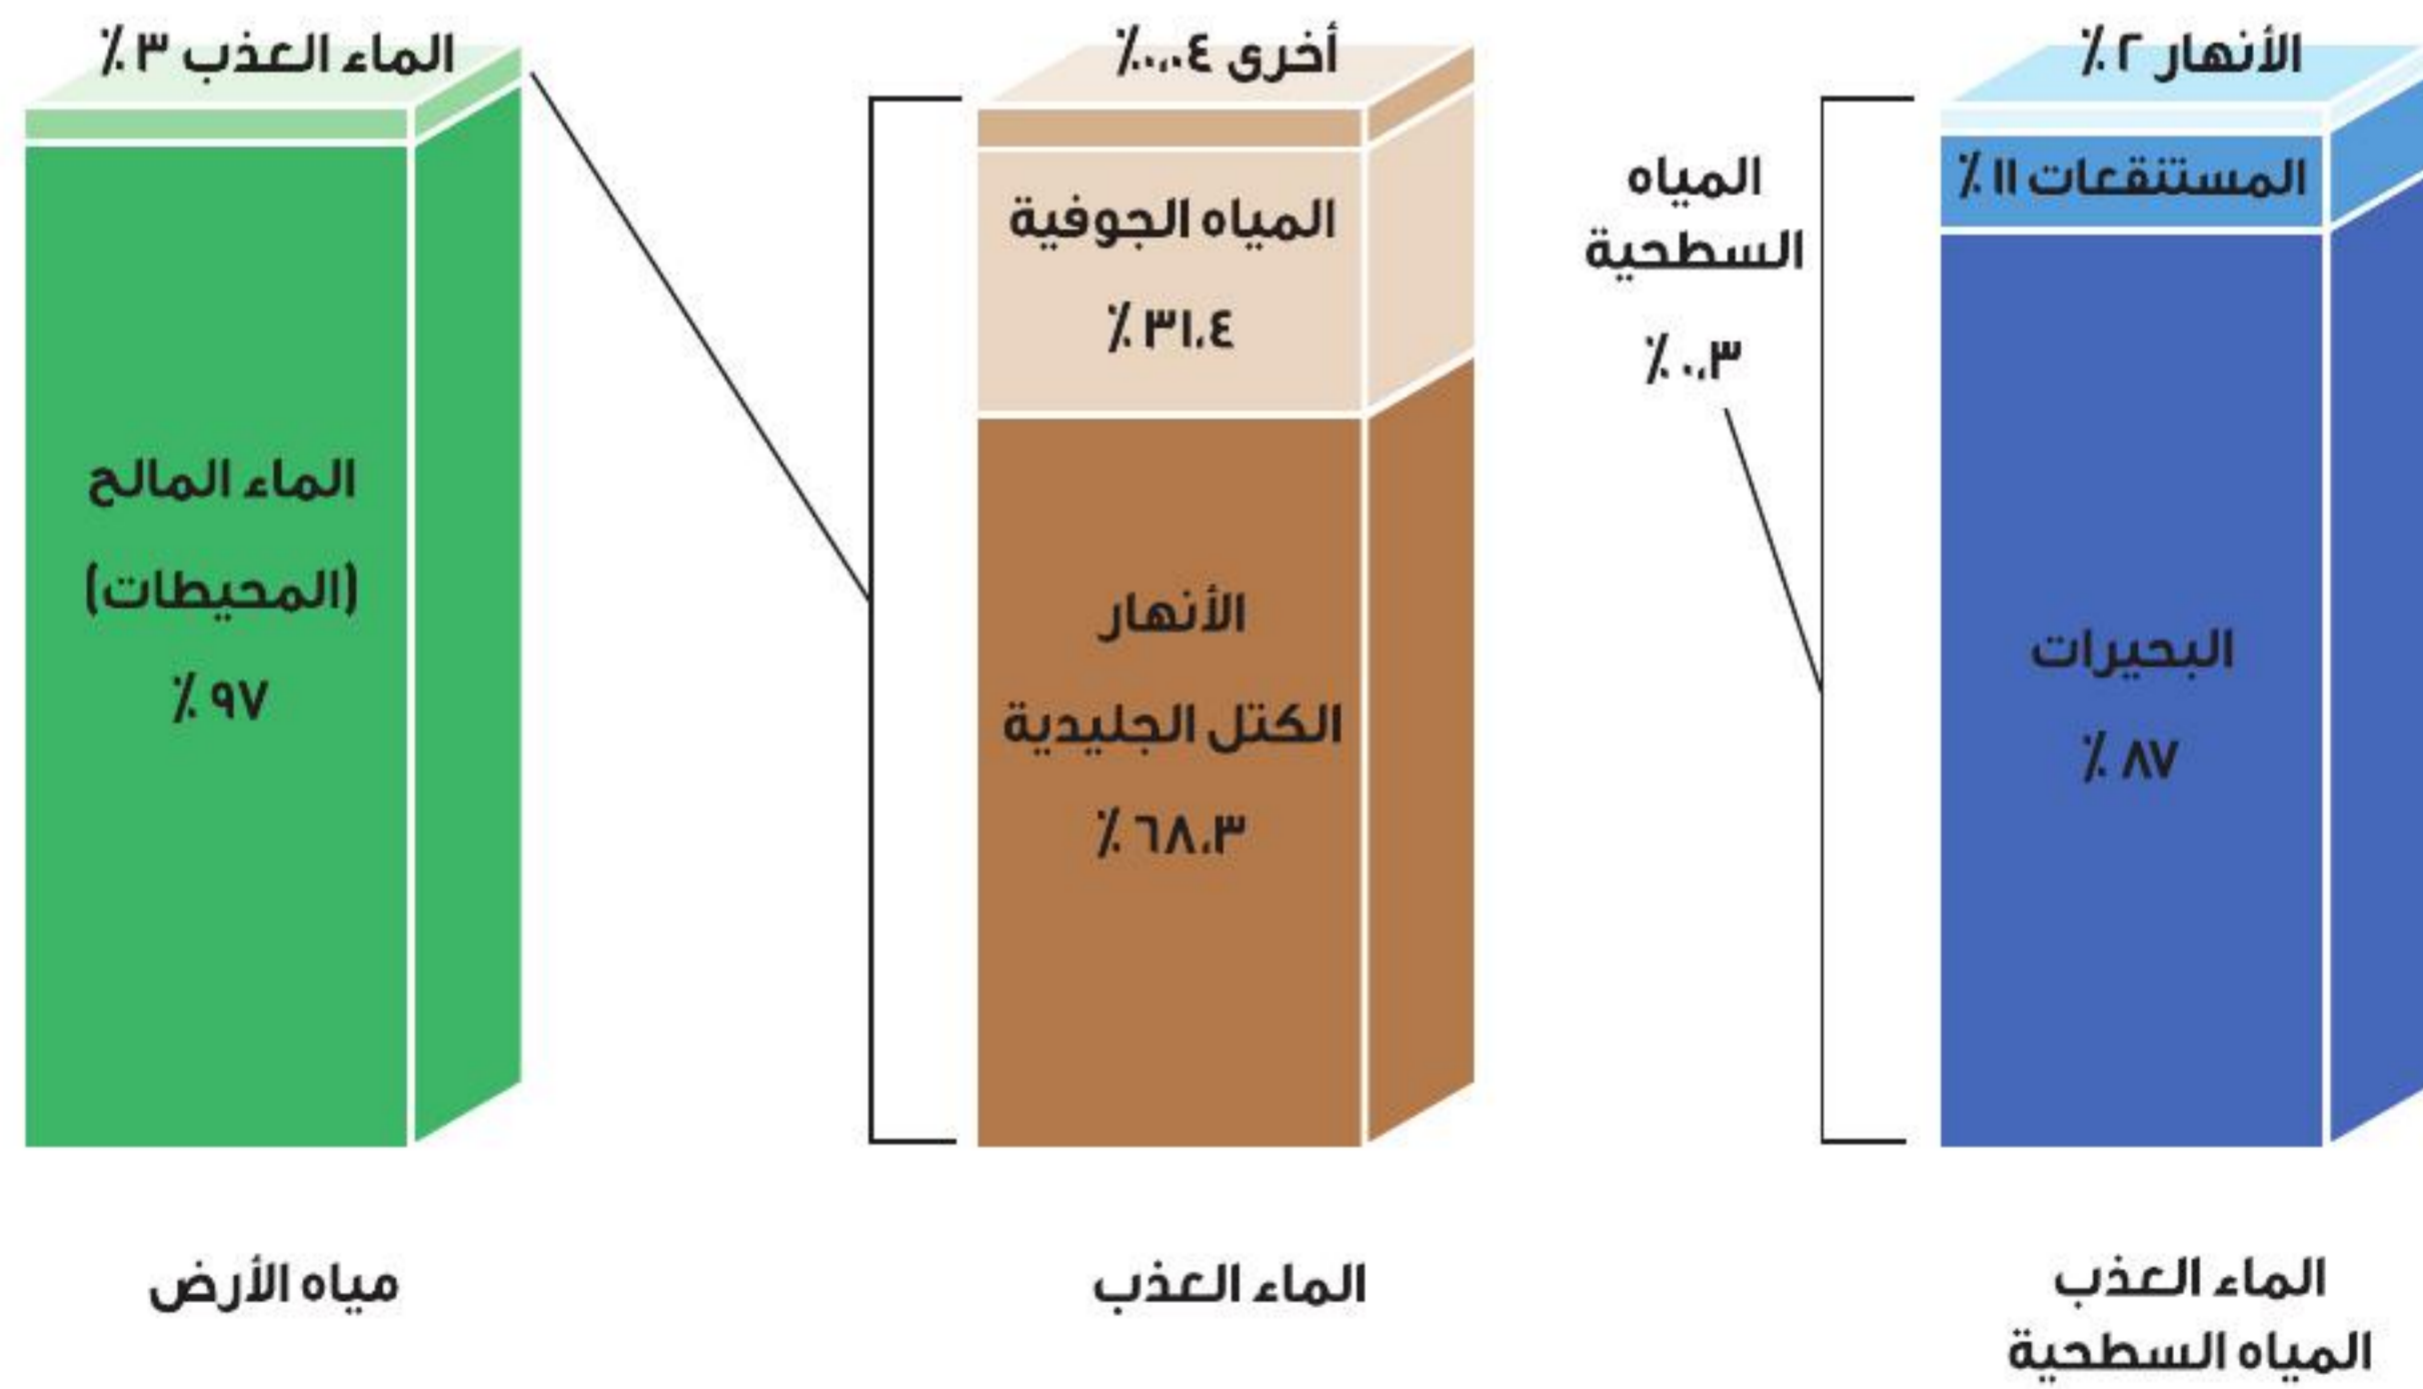 الماء العذب ٣ ٪
الماء المالح
(المحيطات)
٩٧ ٪
مياه الأرض
أخرى ٠،٠٤٪
المياه الجوفية
٣١،٤ ٪
الأنهار
الكتل الجليدية
٦٨،٣ ٪
الماء العذب
المياه
السطحية
٠،٣ ٪
الأنهار ٢ ٪
المستنقعات ١١ ٪
البحيرات
٨٧ ٪
الماء العذب
المياه السطحية